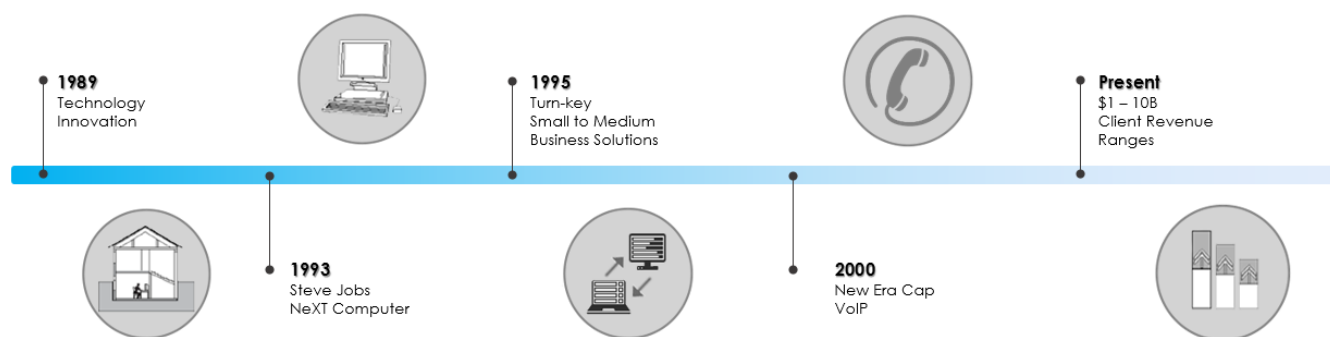 1989
Technology
Innovation
1993
Steve Jobs
NeXT Computer
1995
Turn-key
Small to Medium
Business Solutions
2000
New Era Cap
VoIP
Present
$1 – 10B
Client Revenue
Ranges